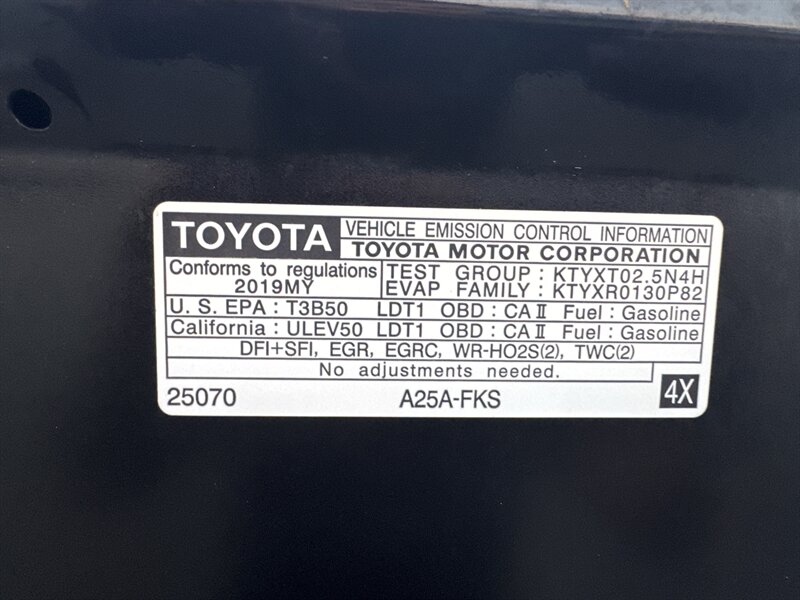 TOYOTA VEHICLE EMISSION CONTROL INFORMATION
TOYOTA MOTOR CORPORATION
Conforms to regulations TEST GROUP : KTYXT02.5N4H
2019MY EVAP FAMILY : KTYXR0130P82
U. S. EPA : T3B50 LDT1 OBD : CA II Fuel : Gasoline
California : ULEV50 LDT1 OBD : CA II Fuel : Gasoline
DFI+SFI, EGR, EGRC, WR-HO2S(2), TWC(2)
No adjustments needed.
25070 A25A-FKS 4X